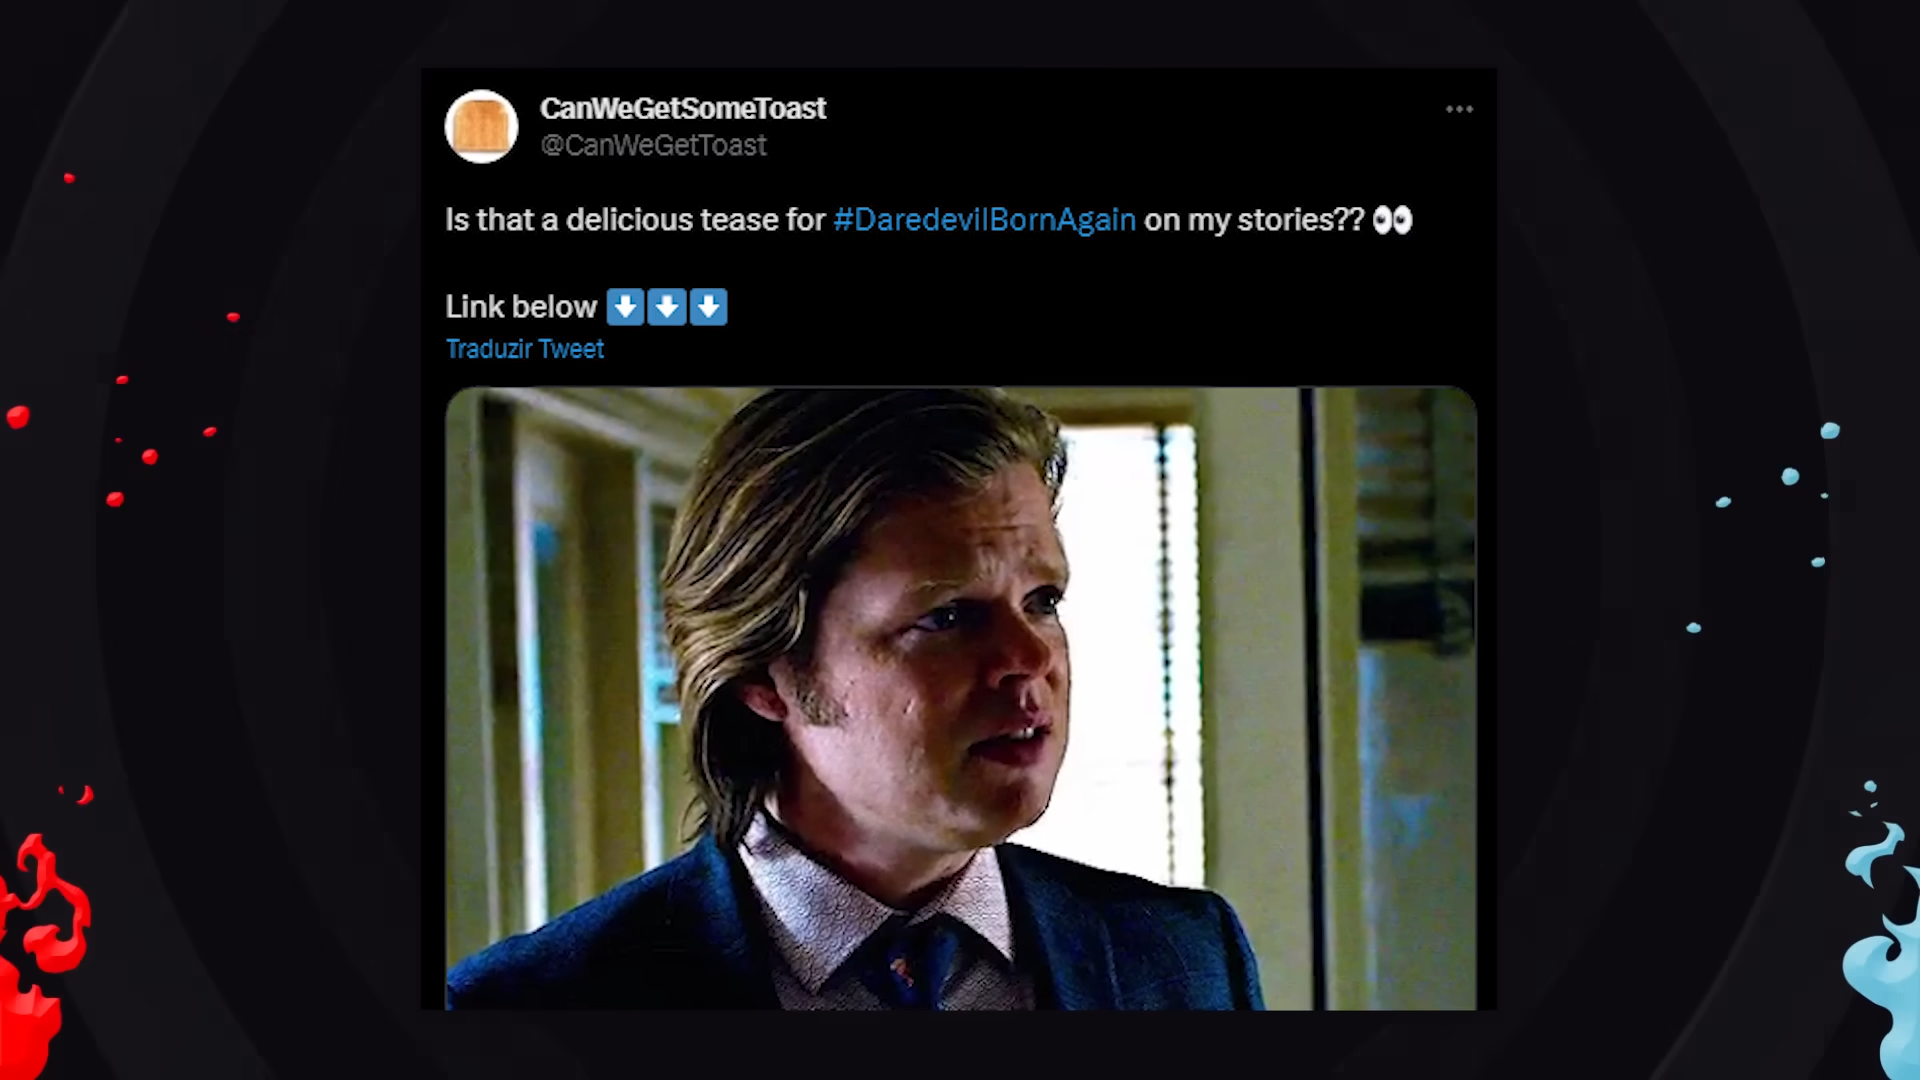 CanWeGetSomeToast
@CanWeGetToast
Is that a delicious tease for #DaredevilBornAgain on my stories?? 👀
Link below ⬇️⬇️⬇️
Traduzir Tweet